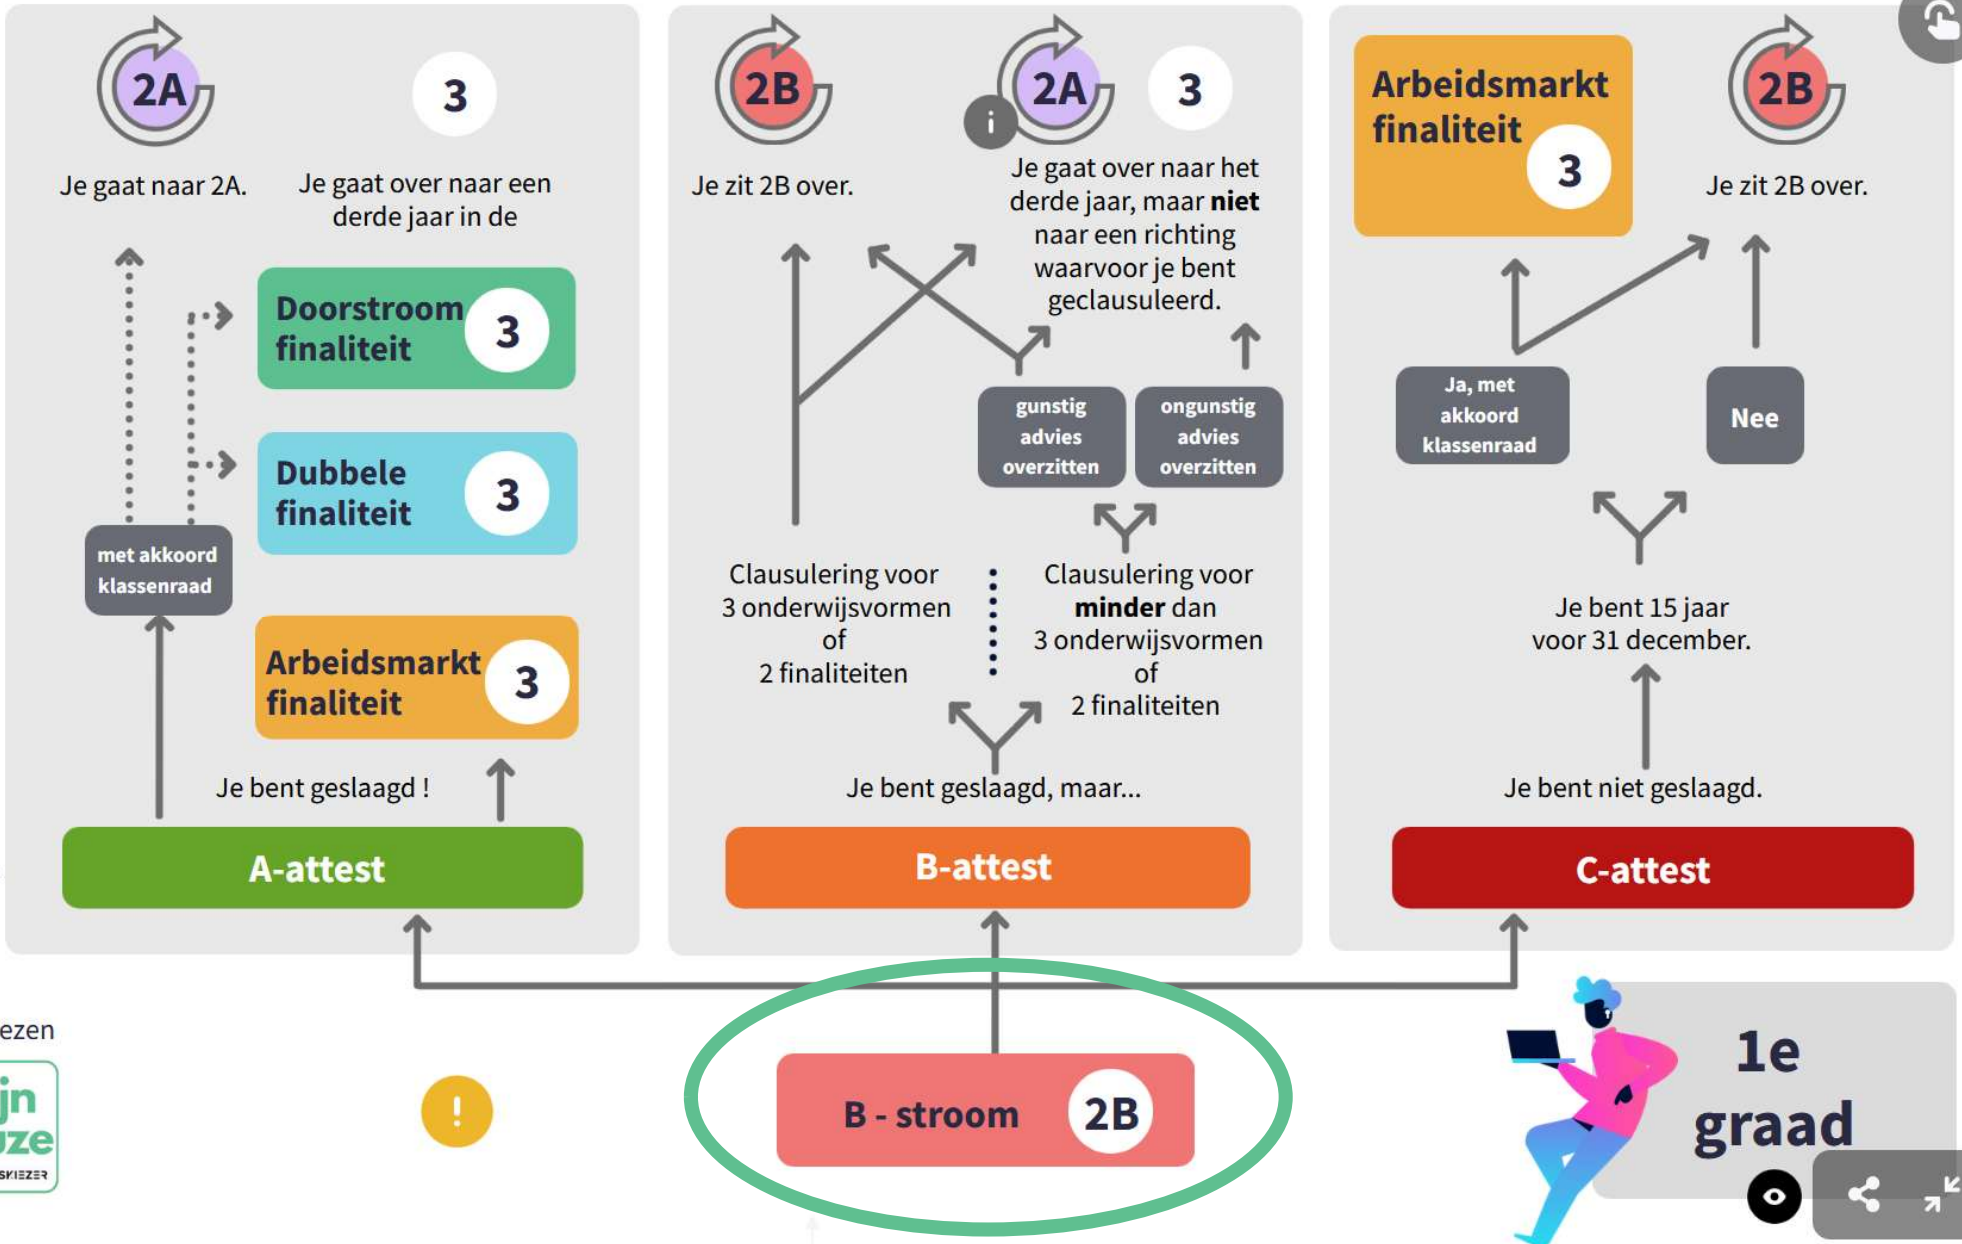 2A
3
Je gaat naar 2A.
Je gaat over naar een
derde jaar in de
Doorstroom
finaliteit
3
Dubbele
finaliteit
3
met akkoord
klassenraad
Arbeidsmarkt
finaliteit
3
Je bent geslaagd !
A-attest
2B
2A
3
i
Je zit 2B over.
Je gaat over naar het
derde jaar, maar niet
naar een richting
waarvoor je bent
geclausuleerd.
gunstig
advies
overzitten
ongunstig
advies
overzitten
Clausulering voor
3 onderwijsvormen
of
2 finaliteiten
Clausulering voor
minder dan
3 onderwijsvormen
of
2 finaliteiten
Je bent geslaagd, maar...
B-attest
Arbeidsmarkt
finaliteit
3
2B
Je zit 2B over.
Ja, met
akkoord
klassenraad
Nee
Je bent 15 jaar
voor 31 december.
Je bent niet geslaagd.
C-attest
ezen
!
B - stroom
2B
1e
graad